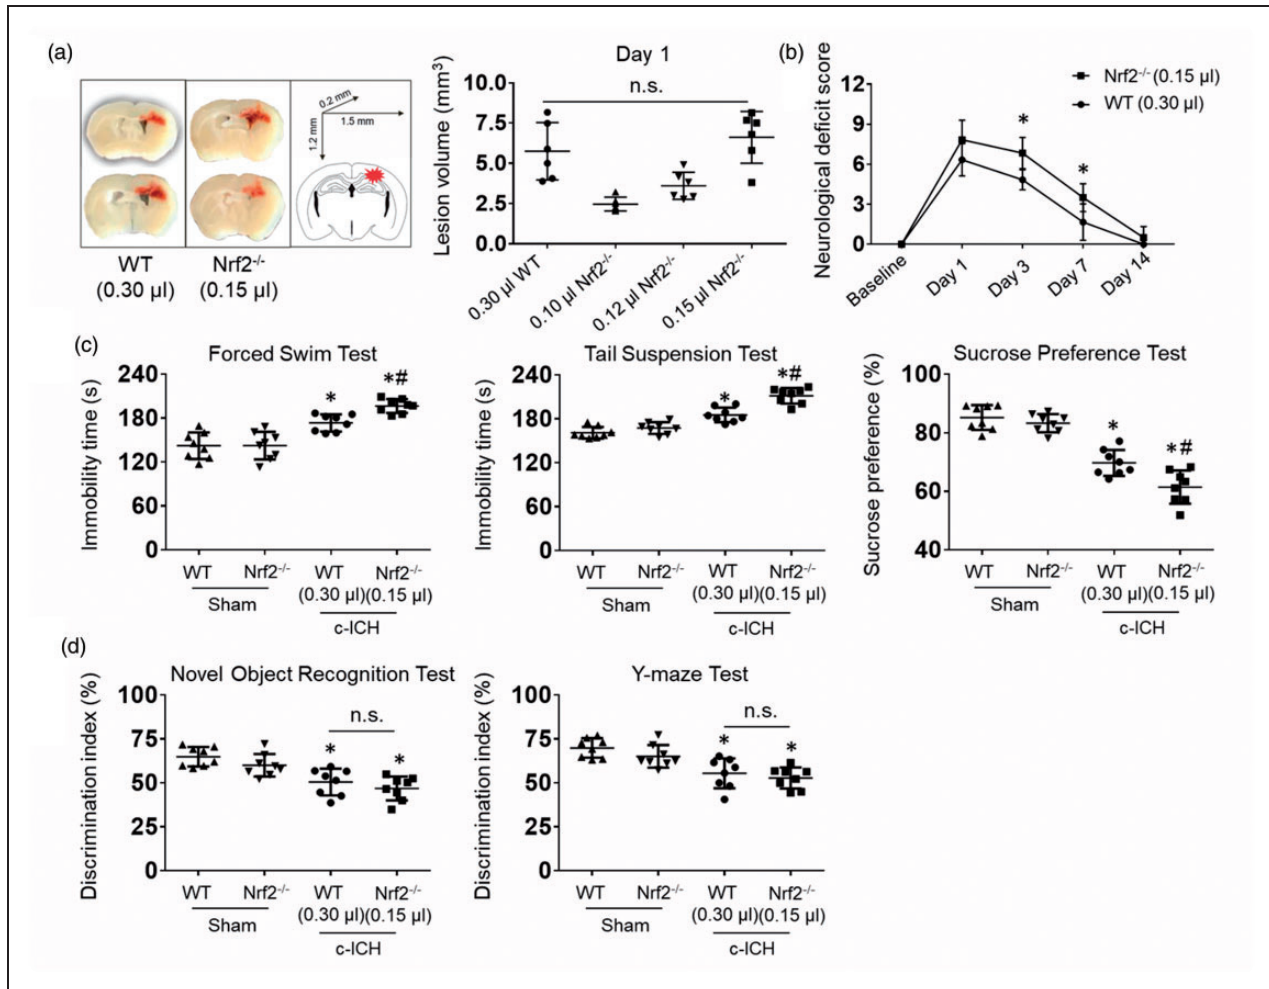 (a)
0.2 mm
1.5 mm
1.2 mm
WT
(0.30 µl)
Nrf2-/-
(0.15 µl)
Day 1
Lesion volume (mm³)
10.0
7.5
5.0
2.5
0.0
n.s.
0.30 µl WT
0.10 µl Nrf2-/-
0.12 µl Nrf2-/-
0.15 µl Nrf2-/-
(b)
Neurological deficit score
12
9
6
3
0
Nrf2-/- (0.15 µl)
WT (0.30 µl)
*
*
Baseline
Day 1
Day 3
Day 7
Day 14
(c)
Forced Swim Test
Immobility time (s)
240
180
120
60
0
*
*#
WT
Nrf2-/-
WT
Nrf2-/-
(0.30 µl)(0.15 µl)
Sham
c-ICH
Tail Suspension Test
Immobility time (s)
240
180
120
60
0
*
*#
WT
Nrf2-/-
WT
Nrf2-/-
(0.30 µl)(0.15 µl)
Sham
c-ICH
Sucrose Preference Test
Sucrose preference (%)
100
80
60
40
*
*#
WT
Nrf2-/-
WT
Nrf2-/-
(0.30 µl)(0.15 µl)
Sham
c-ICH
(d)
Novel Object Recognition Test
Discrimination index (%)
100
75
50
25
0
n.s.
*
*
WT
Nrf2-/-
WT
Nrf2-/-
(0.30 µl)(0.15 µl)
Sham
c-ICH
Y-maze Test
Discrimination index (%)
100
75
50
25
0
n.s.
*
*
WT
Nrf2-/-
WT
Nrf2-/-
(0.30 µl)(0.15 µl)
Sham
c-ICH